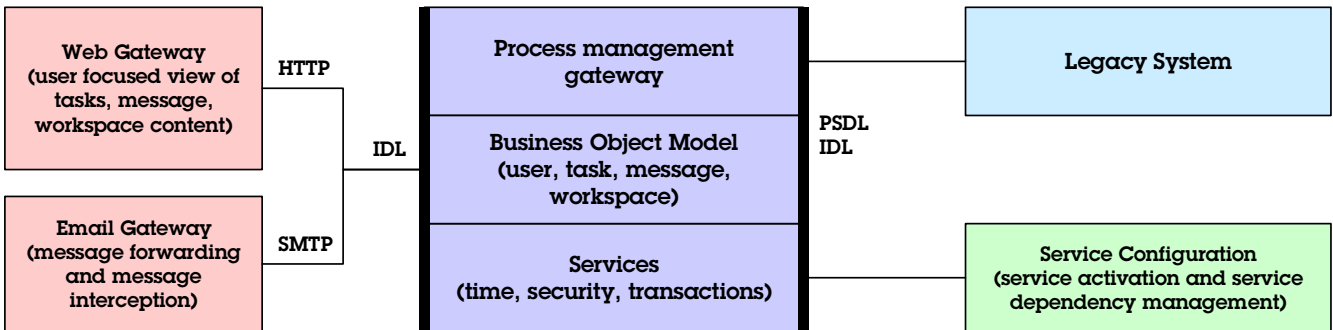 Web Gateway
(user focused view of
tasks, message,
workspace content)
HTTP
Email Gateway
(message forwarding
and message
interception)
SMTP
IDL
Process management
gateway
Business Object Model
(user, task, message,
workspace)
Services
(time, security, transactions)
PSDL
IDL
Legacy System
Service Configuration
(service activation and service
dependency management)